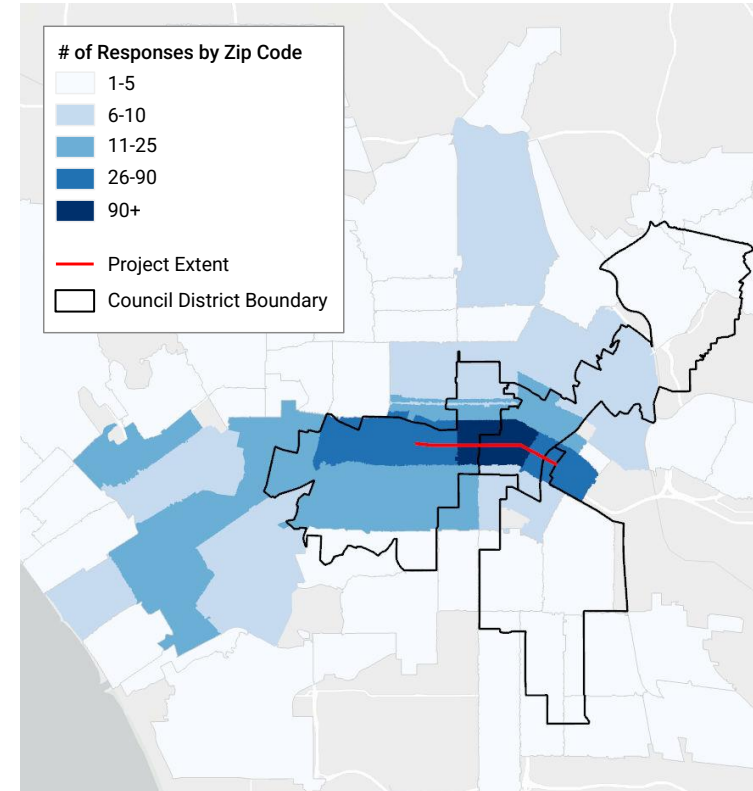 # of Responses by Zip Code
1-5
6-10
11-25
26-90
90+
Project Extent
Council District Boundary